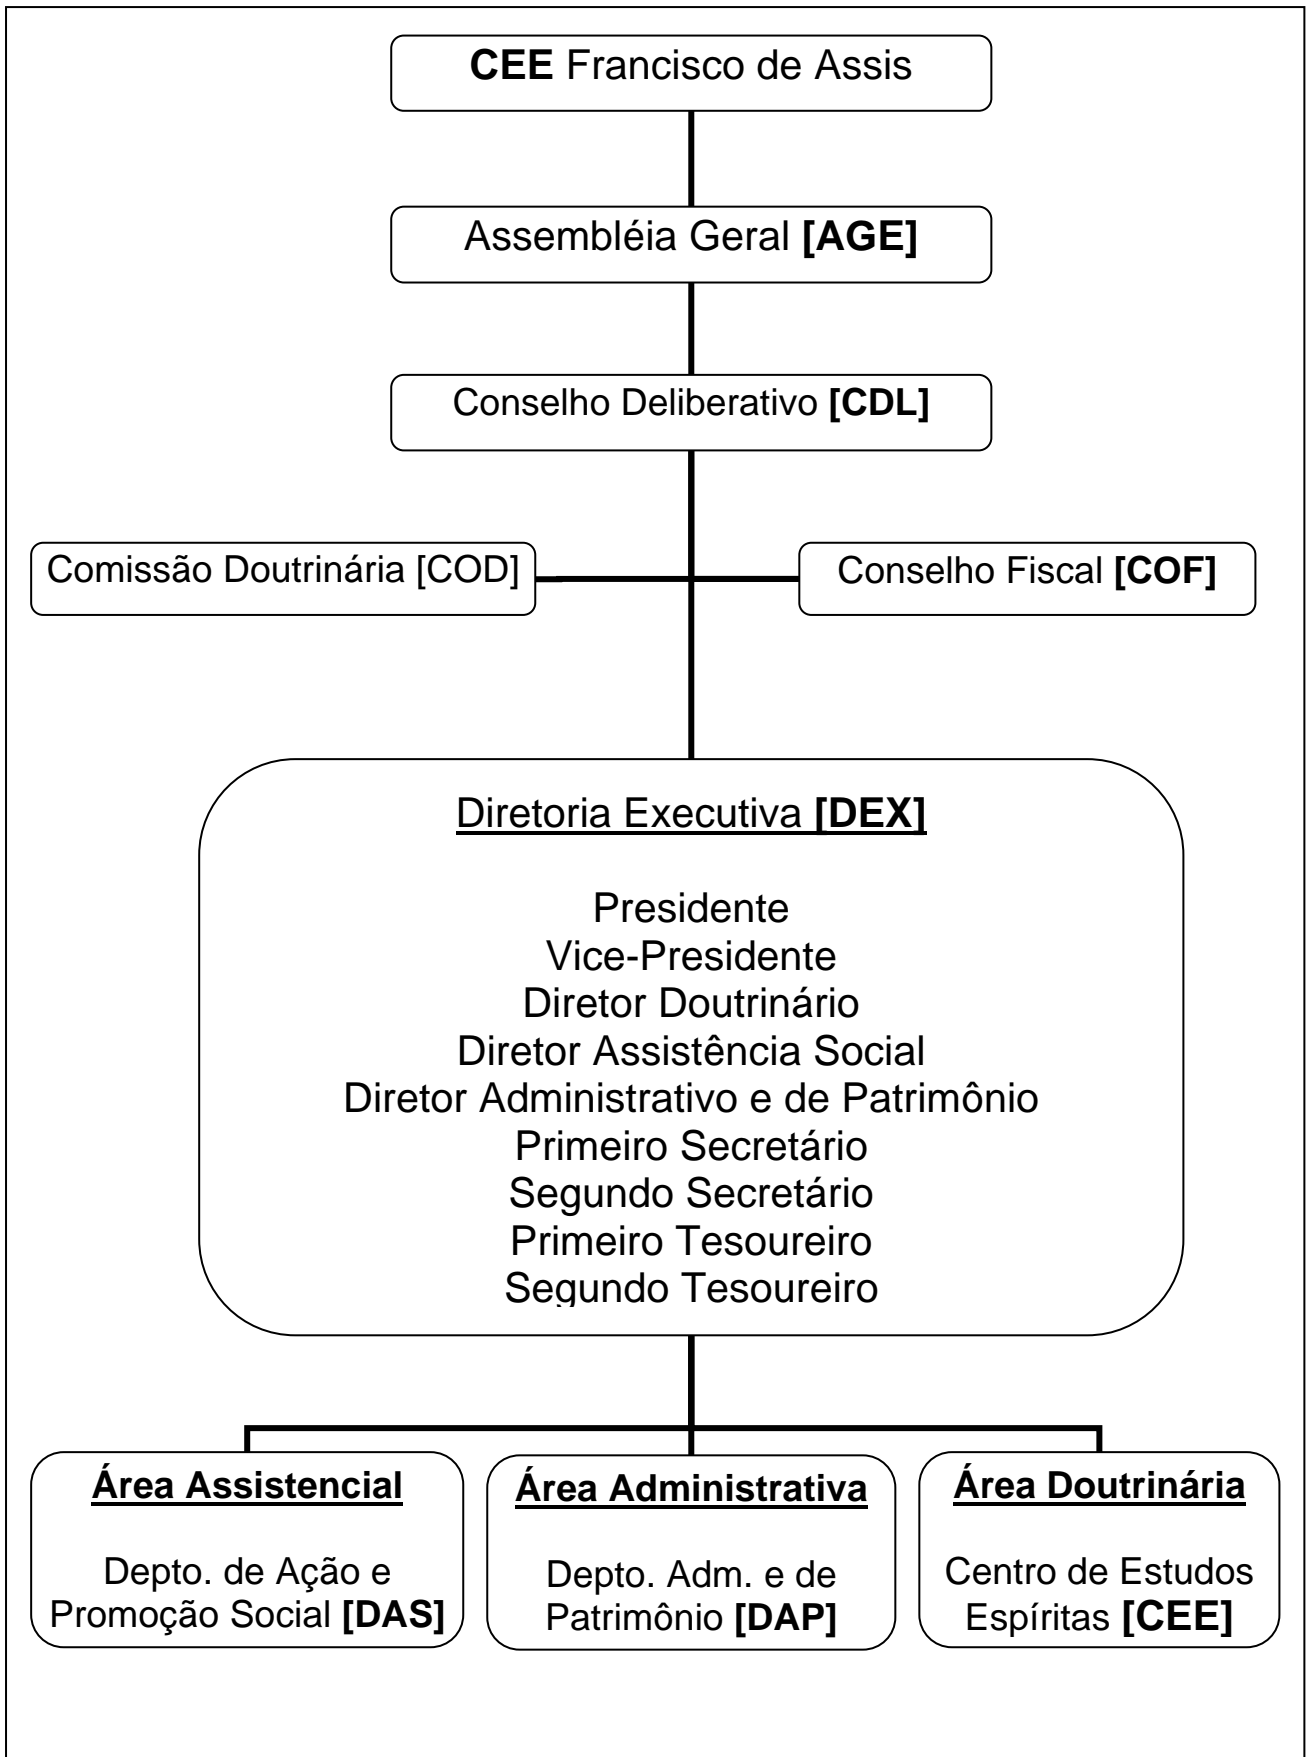 CEE Francisco de Assis
Assembléia Geral [AGE]
Conselho Deliberativo [CDL]
Comissão Doutrinária [COD]
Conselho Fiscal [COF]
Diretoria Executiva [DEX]
Presidente
Vice-Presidente
Diretor Doutrinário
Diretor Assistência Social
Diretor Administrativo e de Patrimônio
Primeiro Secretário
Segundo Secretário
Primeiro Tesoureiro
Segundo Tesoureiro
Área Assistencial
Depto. de Ação e
Promoção Social [DAS]
Área Administrativa
Depto. Adm. e de
Patrimônio [DAP]
Área Doutrinária
Centro de Estudos
Espíritas [CEE]